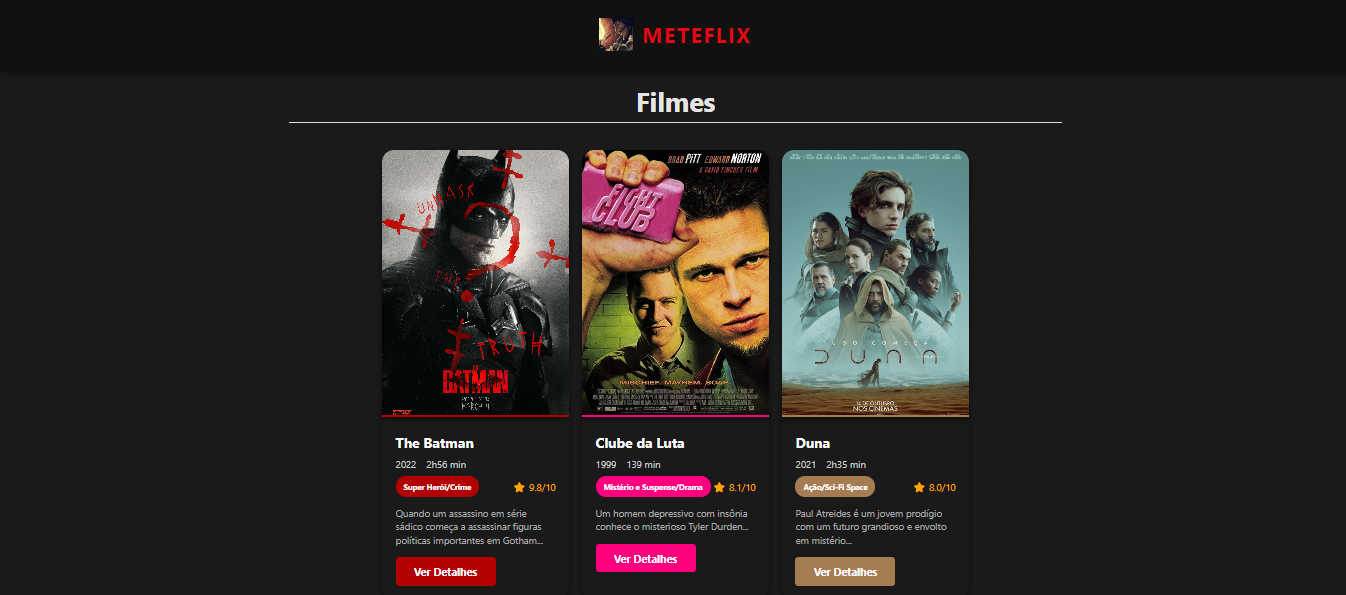 METEFLIX
Filmes
UNMASK
THE
TRUTH
THE
BATMAN
BRAD PITT EDWARD NORTON
A DAVID FINCHER FILM
FIGHT
CLUB
MISCHIEF. MAYHEM. SOAP.
TUDO COMEÇA
DUNA
NOS CINEMAS
The Batman
2022 2h56 min
Super Herói/Crime 9.8/10
Quando um assassino em série
sádico começa a assassinar figuras
políticas importantes em Gotham...
Ver Detalhes
Clube da Luta
1999 139 min
Mistério e Suspense/Drama 8.1/10
Um homem depressivo com insônia
conhece o misterioso Tyler Durden...
Ver Detalhes
Duna
2021 2h35 min
Ação/Sci-Fi Space 8.0/10
Paul Atreides é um jovem prodígio
com um futuro grandioso e envolto
em mistério...
Ver Detalhes